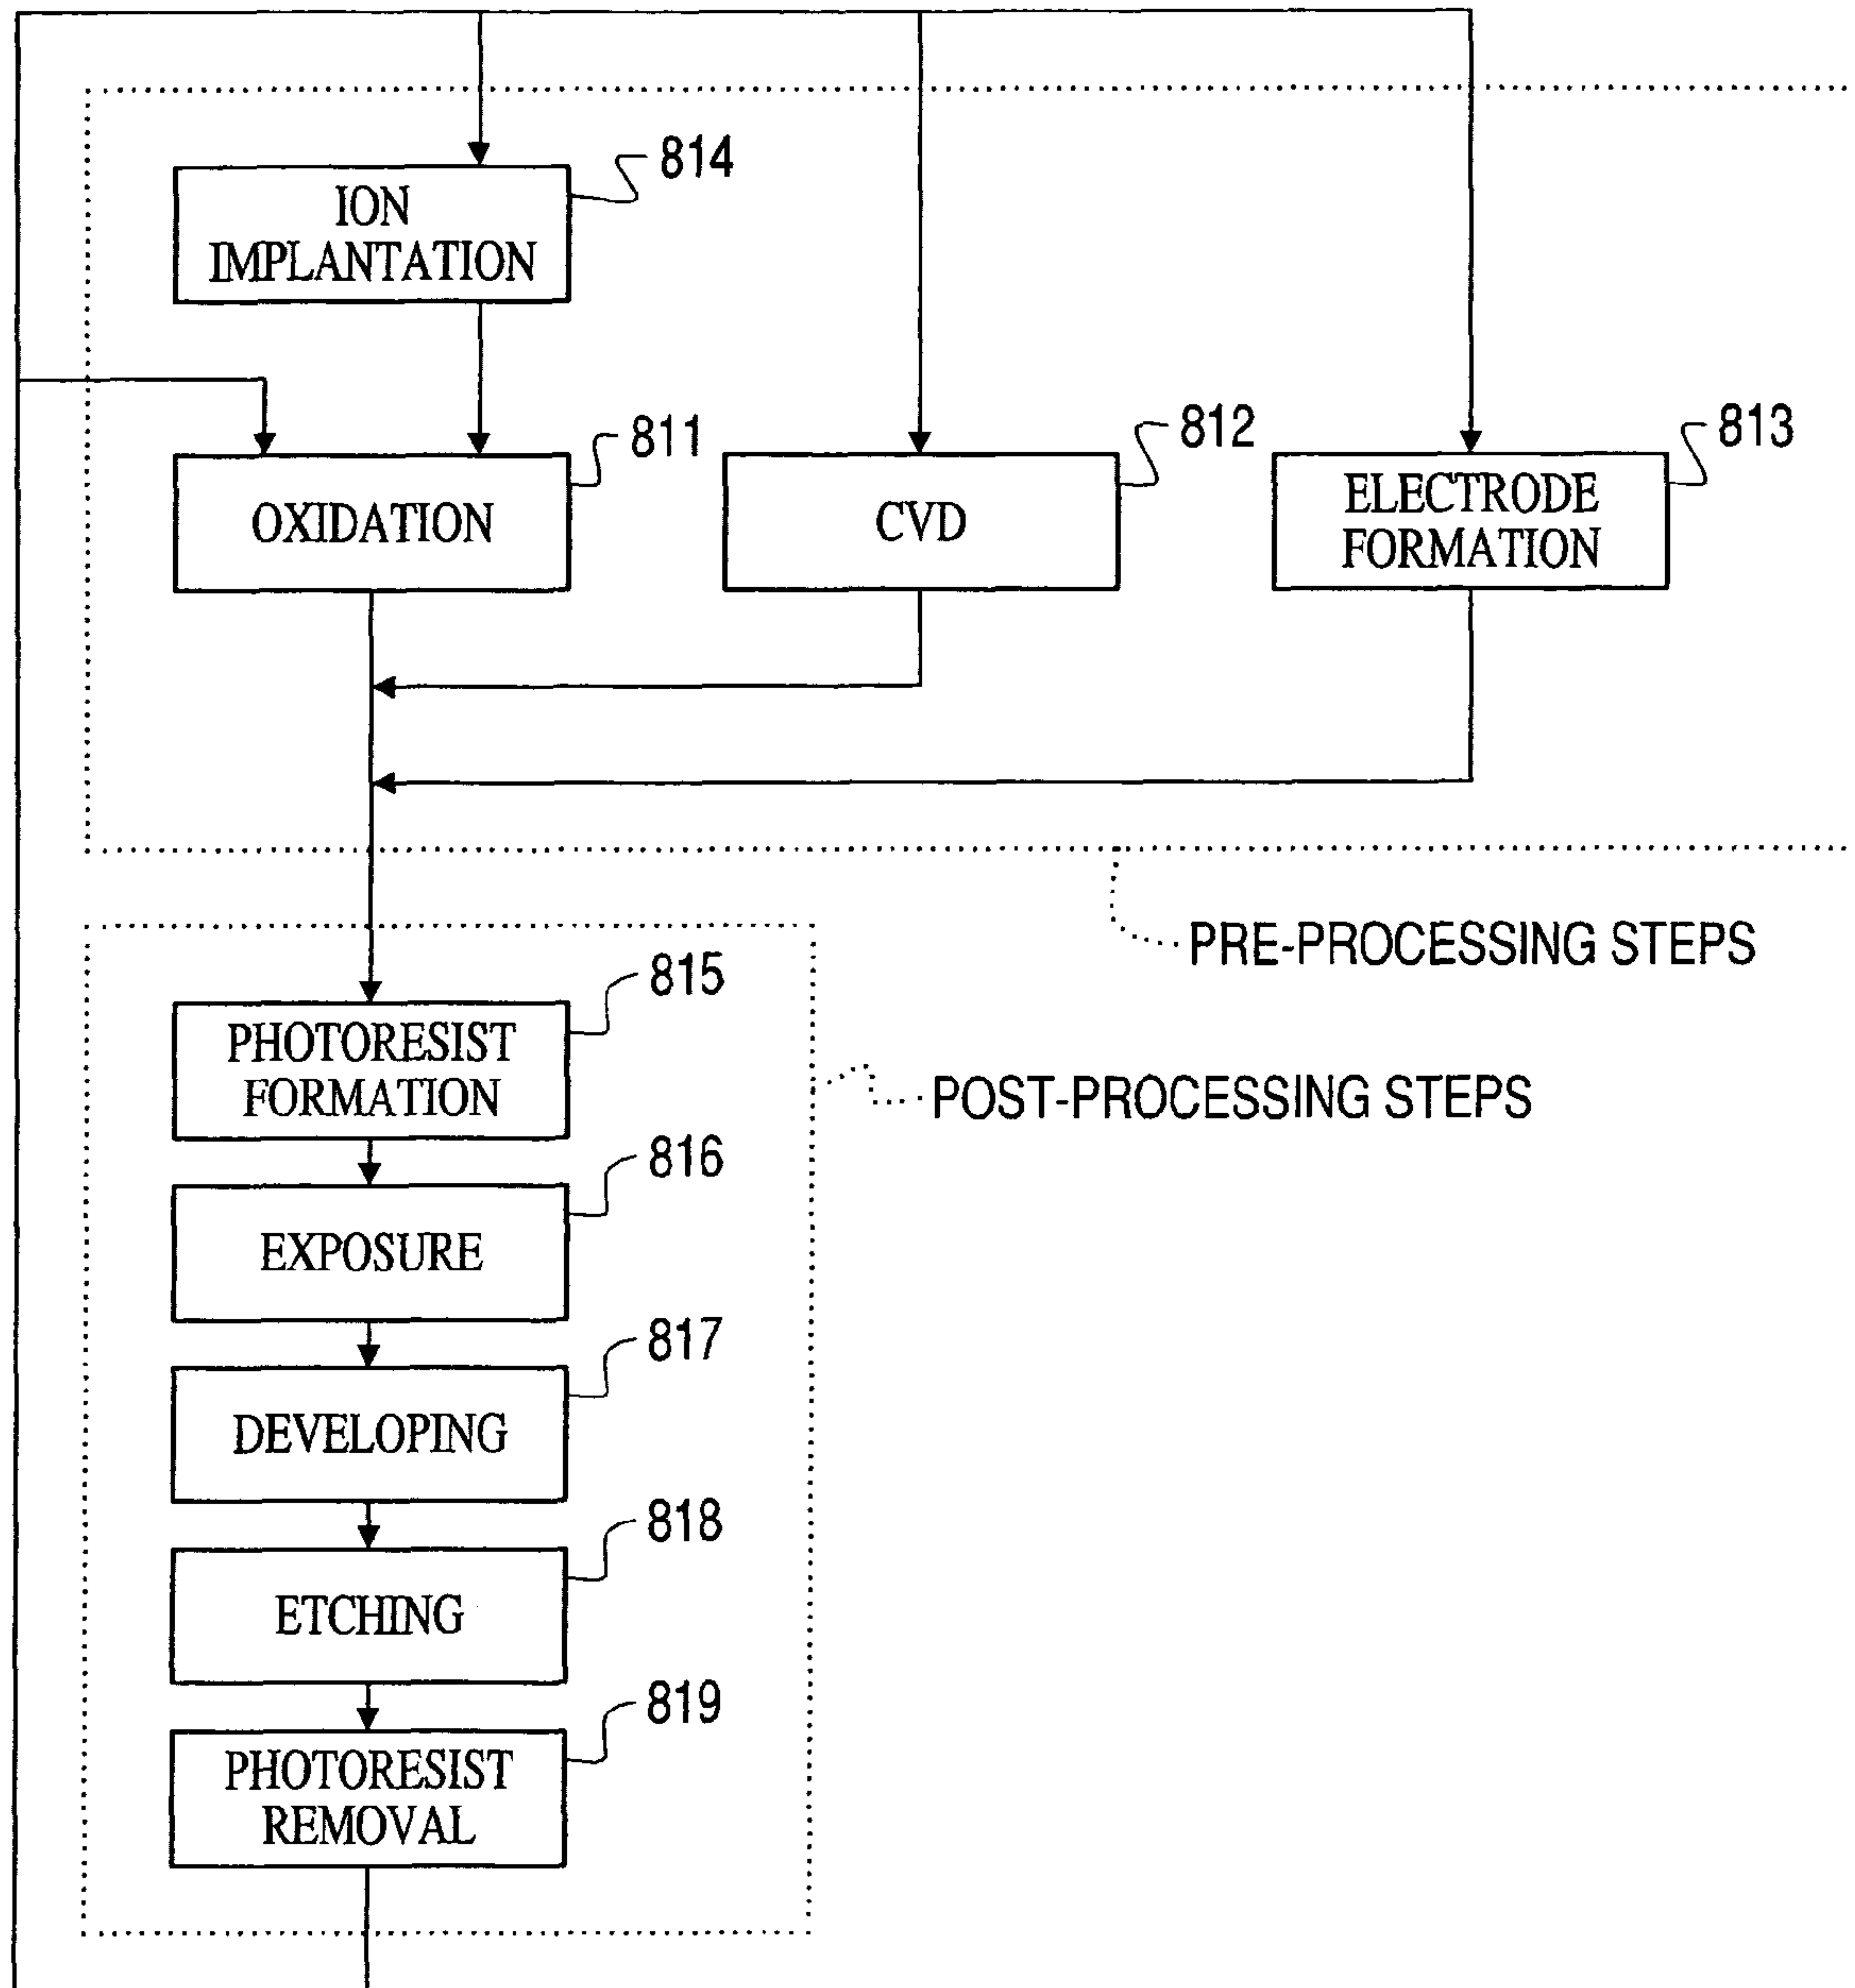 814
ION
IMPLANTATION
811
812
813
OXIDATION
CVD
ELECTRODE
FORMATION
PRE-PROCESSING STEPS
815
PHOTORESIST
FORMATION
POST-PROCESSING STEPS
816
EXPOSURE
817
DEVELOPING
818
ETCHING
819
PHOTORESIST
REMOVAL